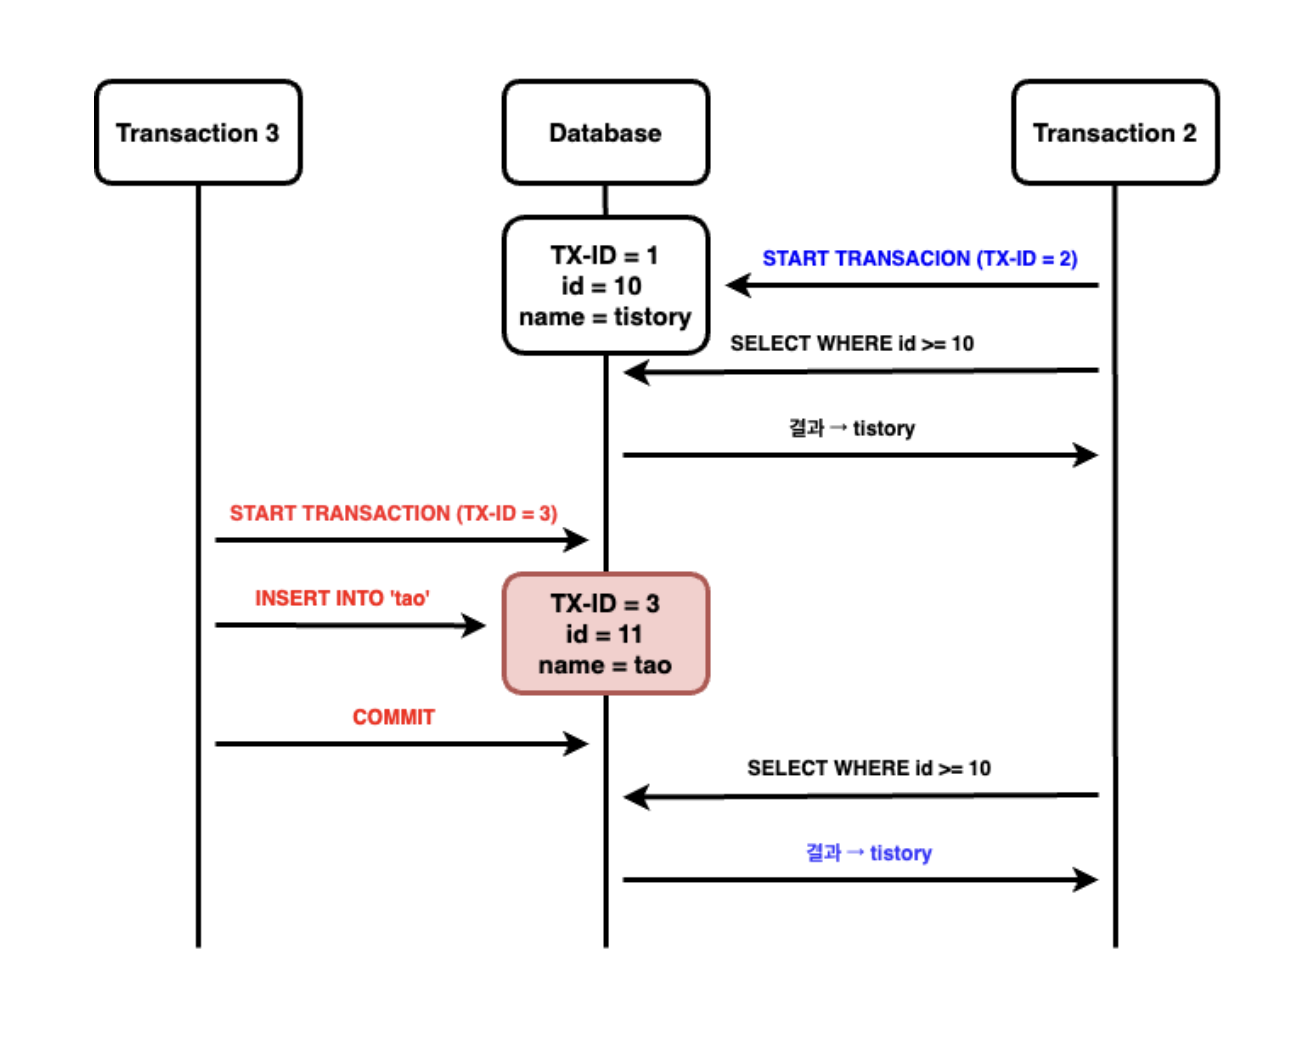 Transaction 3
Database
Transaction 2
TX-ID = 1
id = 10
name = tistory
START TRANSACION (TX-ID = 2)
SELECT WHERE id >= 10
결과 → tistory
START TRANSACTION (TX-ID = 3)
INSERT INTO 'tao'
TX-ID = 3
id = 11
name = tao
COMMIT
SELECT WHERE id >= 10
결과 → tistory